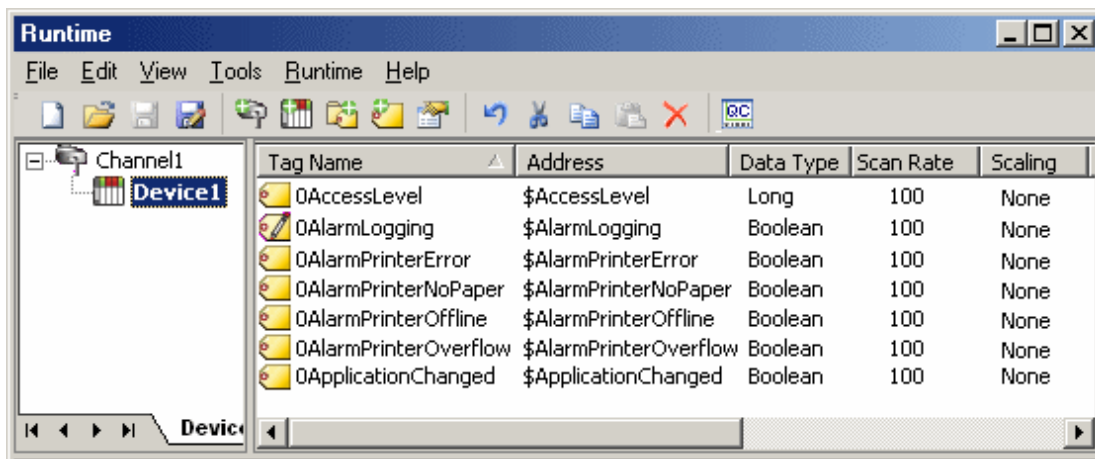 Runtime
File Edit View Tools Runtime Help
QC
Channel1
Device1
Tag Name Address Data Type Scan Rate Scaling
0AccessLevel $AccessLevel Long 100 None
0AlarmLogging $AlarmLogging Boolean 100 None
0AlarmPrinterError $AlarmPrinterError Boolean 100 None
0AlarmPrinterNoPaper $AlarmPrinterNoPaper Boolean 100 None
0AlarmPrinterOffline $AlarmPrinterOffline Boolean 100 None
0AlarmPrinterOverflow $AlarmPrinterOverflow Boolean 100 None
0ApplicationChanged $ApplicationChanged Boolean 100 None
Device